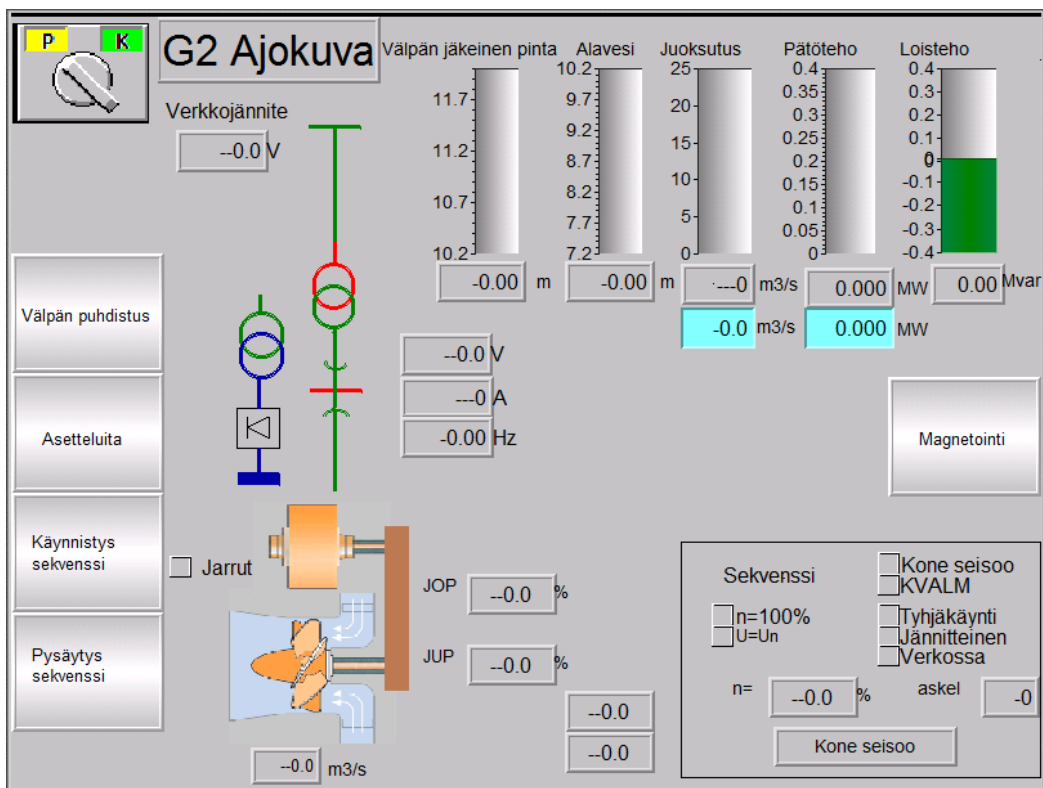 P K
G2 Ajokuva
Verkkojännite
--0.0 V
Välpän jäkeinen pinta
11.7
11.2
10.7
10.2
-0.00 m
Alavesi
10.2
9.7
9.2
8.7
8.2
7.7
7.2
-0.00 m
Juoksutus
25
20
15
10
5
0
---0 m3/s
-0.0 m3/s
Pätöteho
0.4
0.35
0.3
0.25
0.2
0.15
0.1
0.05
0
0.000 MW
0.000 MW
Loisteho
0.4
0.3
0.2
0.1
0
-0.1
-0.2
-0.3
-0.4
0.00 Mvar
Välpän puhdistus
Asetteluita
Käynnistys
sekvenssi
Pysäytys
sekvenssi
--0.0 V
---0 A
-0.00 Hz
Magnetointi
Jarrut
JOP --0.0 %
JUP --0.0 %
--0.0
--0.0
--0.0 m3/s
Sekvenssi
n=100%
U=Un
Kone seisoo
KVALM
Tyhjäkäynti
Jännitteinen
Verkossa
n= --0.0 % askel -0
Kone seisoo